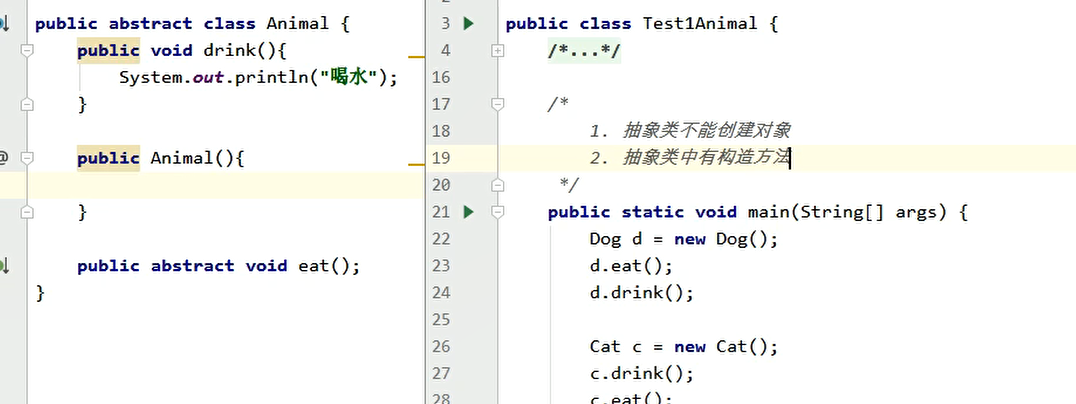 public abstract class Animal {
public void drink(){
System.out.println("喝水");
}
public Animal(){
}
public abstract void eat();
}
3 public class Test1Animal {
4 /*...*/
16
17 /*
18 1. 抽象类不能创建对象
19 2. 抽象类中有构造方法
20 */
21 public static void main(String[] args) {
22 Dog d = new Dog();
23 d.eat();
24 d.drink();
25
26 Cat c = new Cat();
27 c.drink();
28 c.eat();